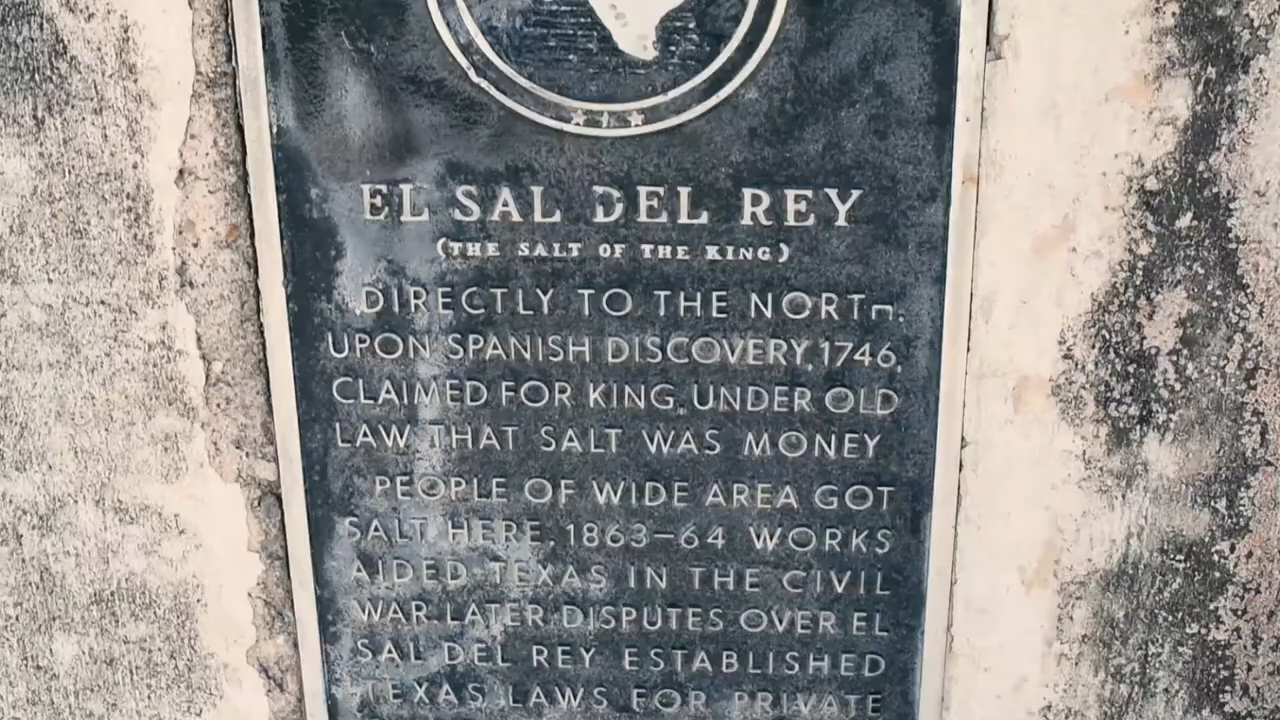 EL SAL DEL REY
(THE SALT OF THE KING)
DIRECTLY TO THE NORTH.
UPON SPANISH DISCOVERY, 1746,
CLAIMED FOR KING, UNDER OLD
LAW THAT SALT WAS MONEY
PEOPLE OF WIDE AREA GOT
SALT HERE. 1863-64 WORKS
AIDED TEXAS IN THE CIVIL
WAR. LATER DISPUTES OVER EL
SAL DEL REY ESTABLISHED
TEXAS LAWS FOR PRIVATE